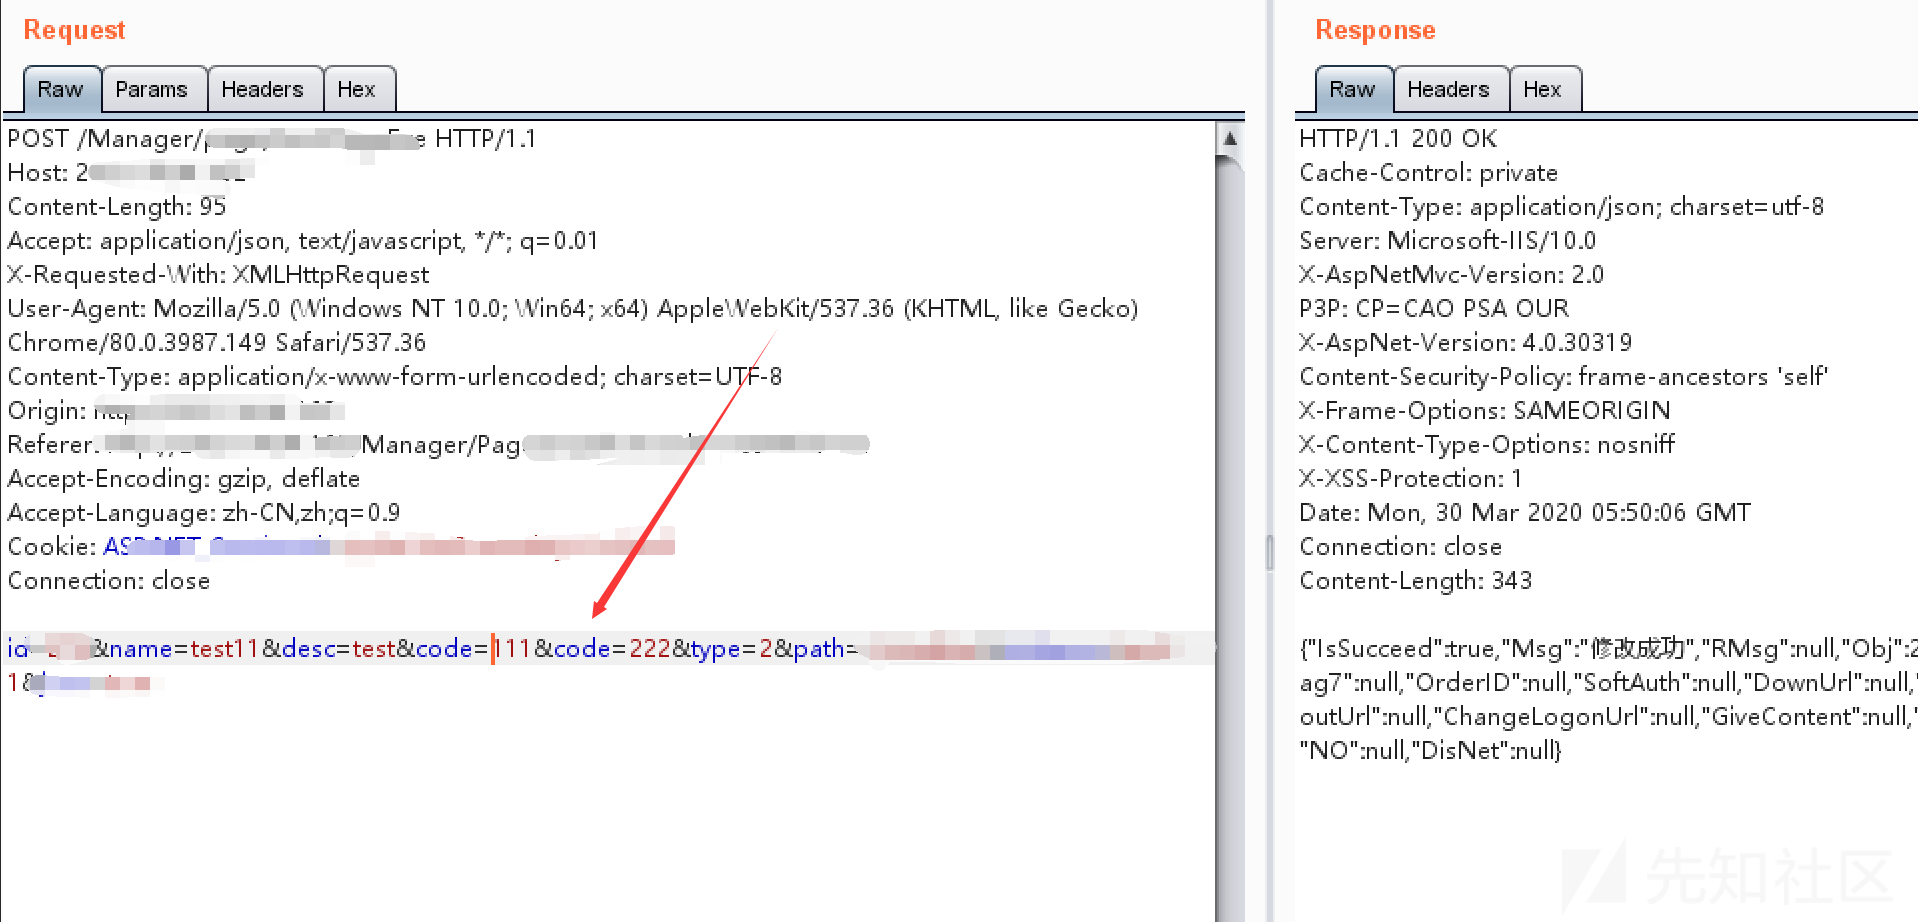 Request
Raw Params Headers Hex
POST /Manager/ HTTP/1.1
Host: 2
Content-Length: 95
Accept: application/json, text/javascript, */*; q=0.01
X-Requested-With: XMLHttpRequest
User-Agent: Mozilla/5.0 (Windows NT 10.0; Win64; x64) AppleWebKit/537.36 (KHTML, like Gecko)
Chrome/80.0.3987.149 Safari/537.36
Content-Type: application/x-www-form-urlencoded; charset=UTF-8
Origin:
Referer: /Manager/Pag
Accept-Encoding: gzip, deflate
Accept-Language: zh-CN,zh;q=0.9
Cookie:
Connection: close
id &name=test11&desc=test&code=111&code=222&type=2&path=
1&
Response
Raw Headers Hex
HTTP/1.1 200 OK
Cache-Control: private
Content-Type: application/json; charset=utf-8
Server: Microsoft-IIS/10.0
X-AspNetMvc-Version: 2.0
P3P: CP=CAO PSA OUR
X-AspNet-Version: 4.0.30319
Content-Security-Policy: frame-ancestors 'self'
X-Frame-Options: SAMEORIGIN
X-Content-Type-Options: nosniff
X-XSS-Protection: 1
Date: Mon, 30 Mar 2020 05:50:06 GMT
Connection: close
Content-Length: 343
{"IsSucceed":true,"Msg":"修改成功","RMsg":null,"Obj":2
ag7":null,"OrderID":null,"SoftAuth":null,"DownUrl":null,"
outUrl":null,"ChangeLogonUrl":null,"GiveContent":null,"
"NO":null,"DisNet":null}
先知社区